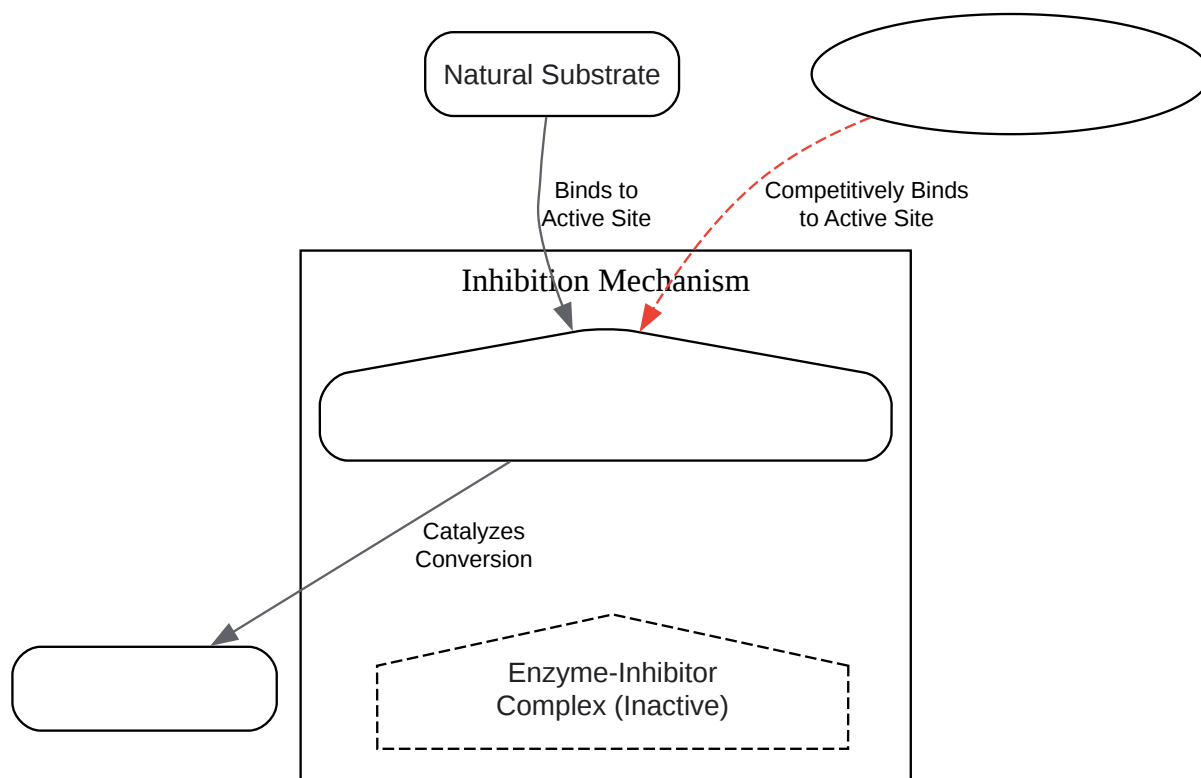 Natural Substrate
Binds to
Active Site
Competitively Binds
to Active Site
Inhibition Mechanism
Catalyzes
Conversion
Enzyme-Inhibitor
Complex (Inactive)